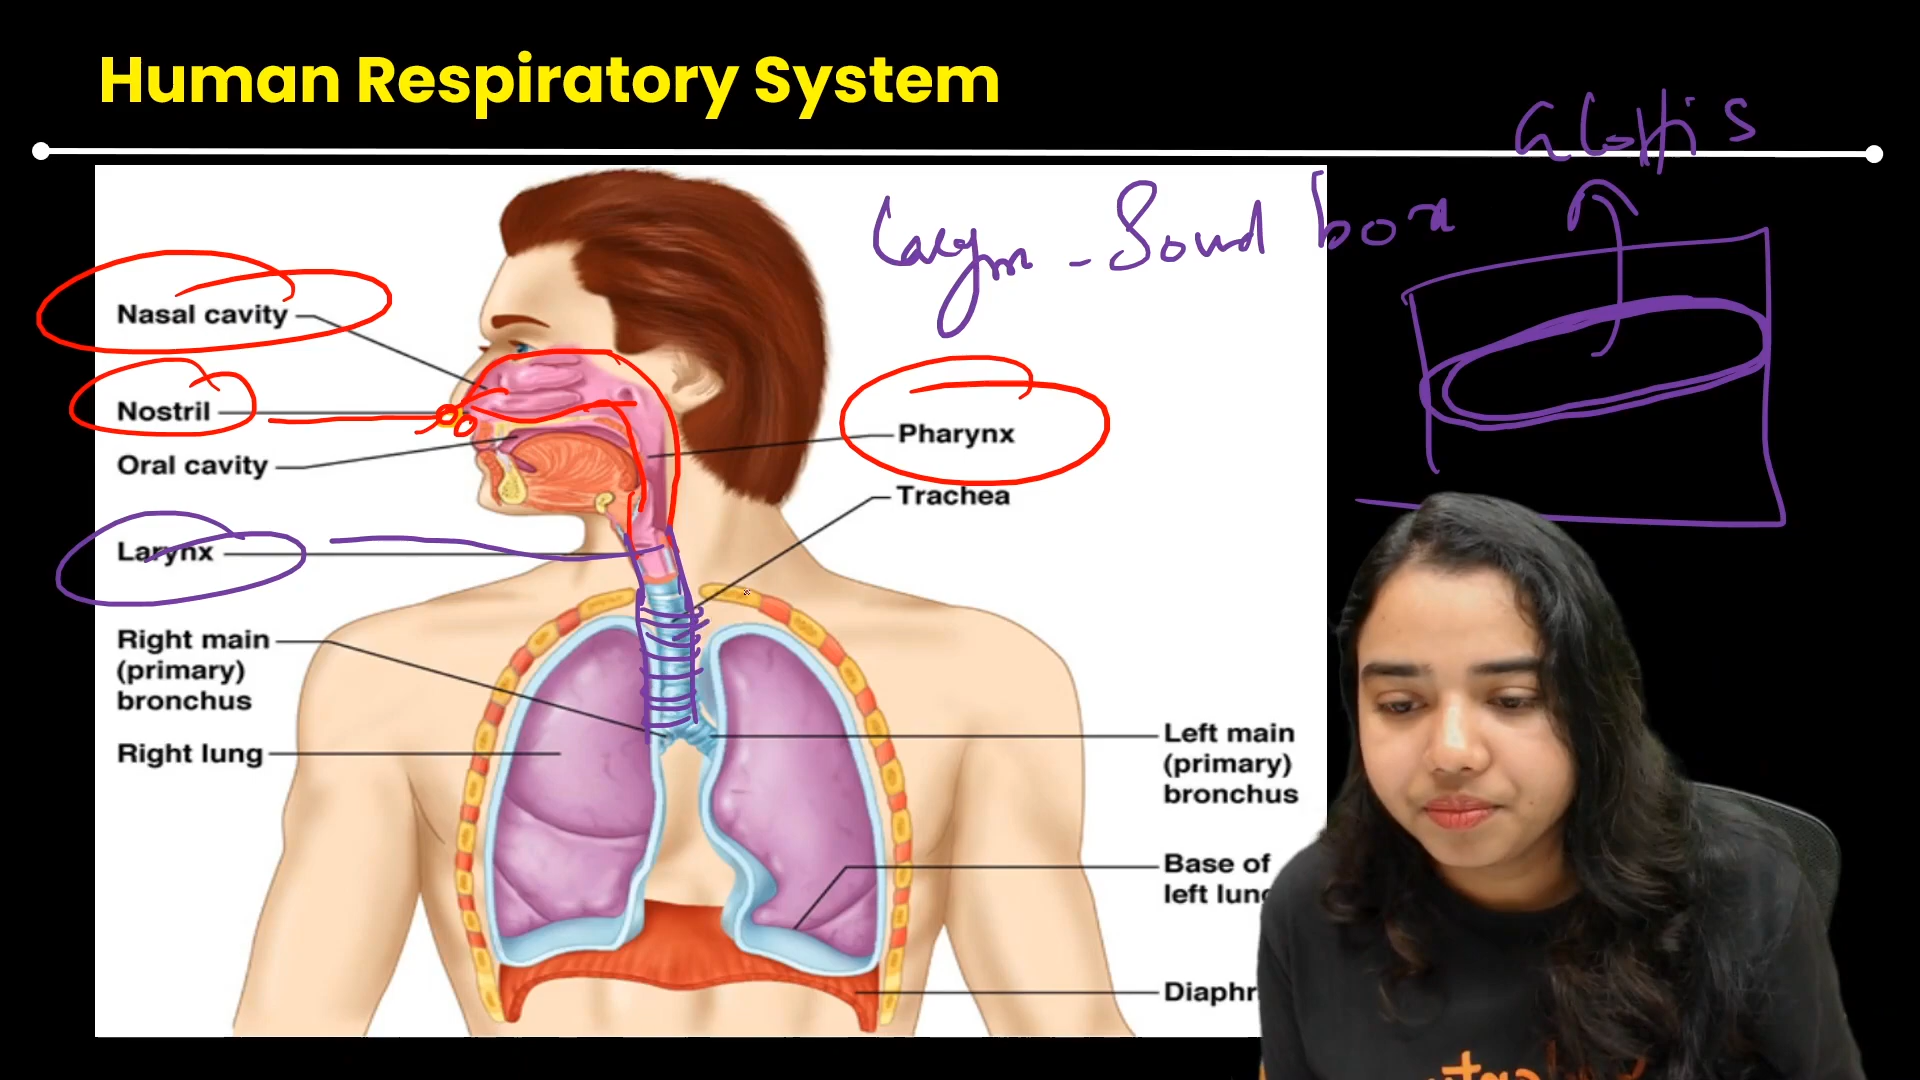 Human Respiratory System
Glottis
Larynx - Sound box
Nasal cavity
Nostril
Pharynx
Oral cavity
Trachea
Larynx
Right main
(primary)
bronchus
Right lung
Left main
(primary)
bronchus
Base of
left lung
Diaphr